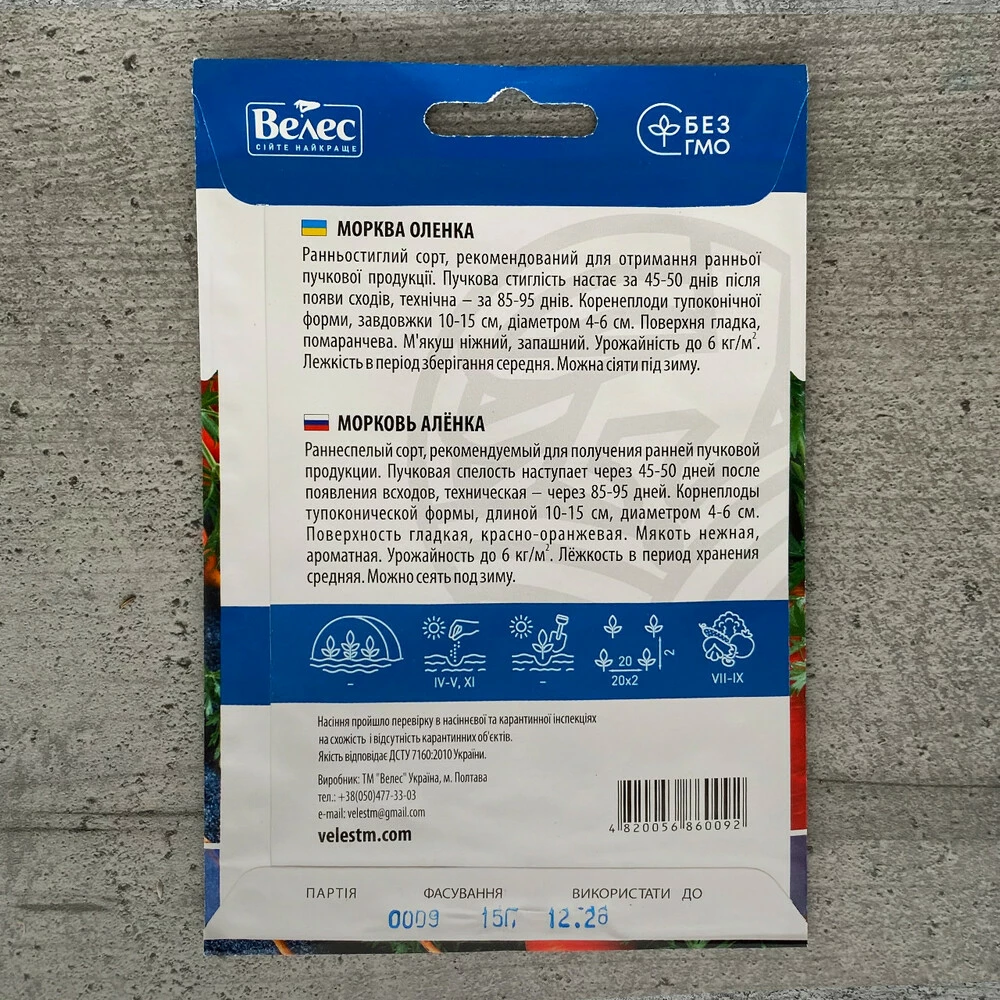 Велес
СІЙТЕ НАЙКРАЩЕ
БЕЗ
ГМО
МОРКВА ОЛЕНКА
Ранньостиглий сорт, рекомендований для отримання ранньої
пучкової продукції. Пучкова стиглість настає за 45-50 днів після
появи сходів, технічна – за 85-95 днів. Коренеплоди тупоконічної
форми, завдовжки 10-15 см, діаметром 4-6 см. Поверхня гладка,
помаранчева. М'якуш ніжний, запашний. Урожайність до 6 кг/м².
Лежкість в період зберігання середня. Можна сіяти під зиму.
МОРКОВЬ АЛЁНКА
Раннеспелый сорт, рекомендуемый для получения ранней пучковой
продукции. Пучковая спелость наступает через 45-50 дней после
появления всходов, техническая – через 85-95 дней. Корнеплоды
тупоконической формы, длиной 10-15 см, диаметром 4-6 см.
Поверхность гладкая, красно-оранжевая. Мякоть нежная,
ароматная. Урожайность до 6 кг/м². Лёжкость в период хранения
средняя. Можно сеять под зиму.
20
2
– IV-V, XI – 20x2 VII-IX
Насіння пройшло перевірку в насіннєвої та карантинної інспекціях
на схожість і відсутність карантинних об'єктів.
Якість відповідає ДСТУ 7160:2010 України.
Виробник: ТМ "Велес" Україна, м. Полтава
тел.: +38(050)477-33-03
e-mail: velestm@gmail.com
velestm.com
4 820056 860092
ПАРТІЯ ФАСУВАННЯ ВИКОРИСТАТИ ДО
0009 15П 12.28